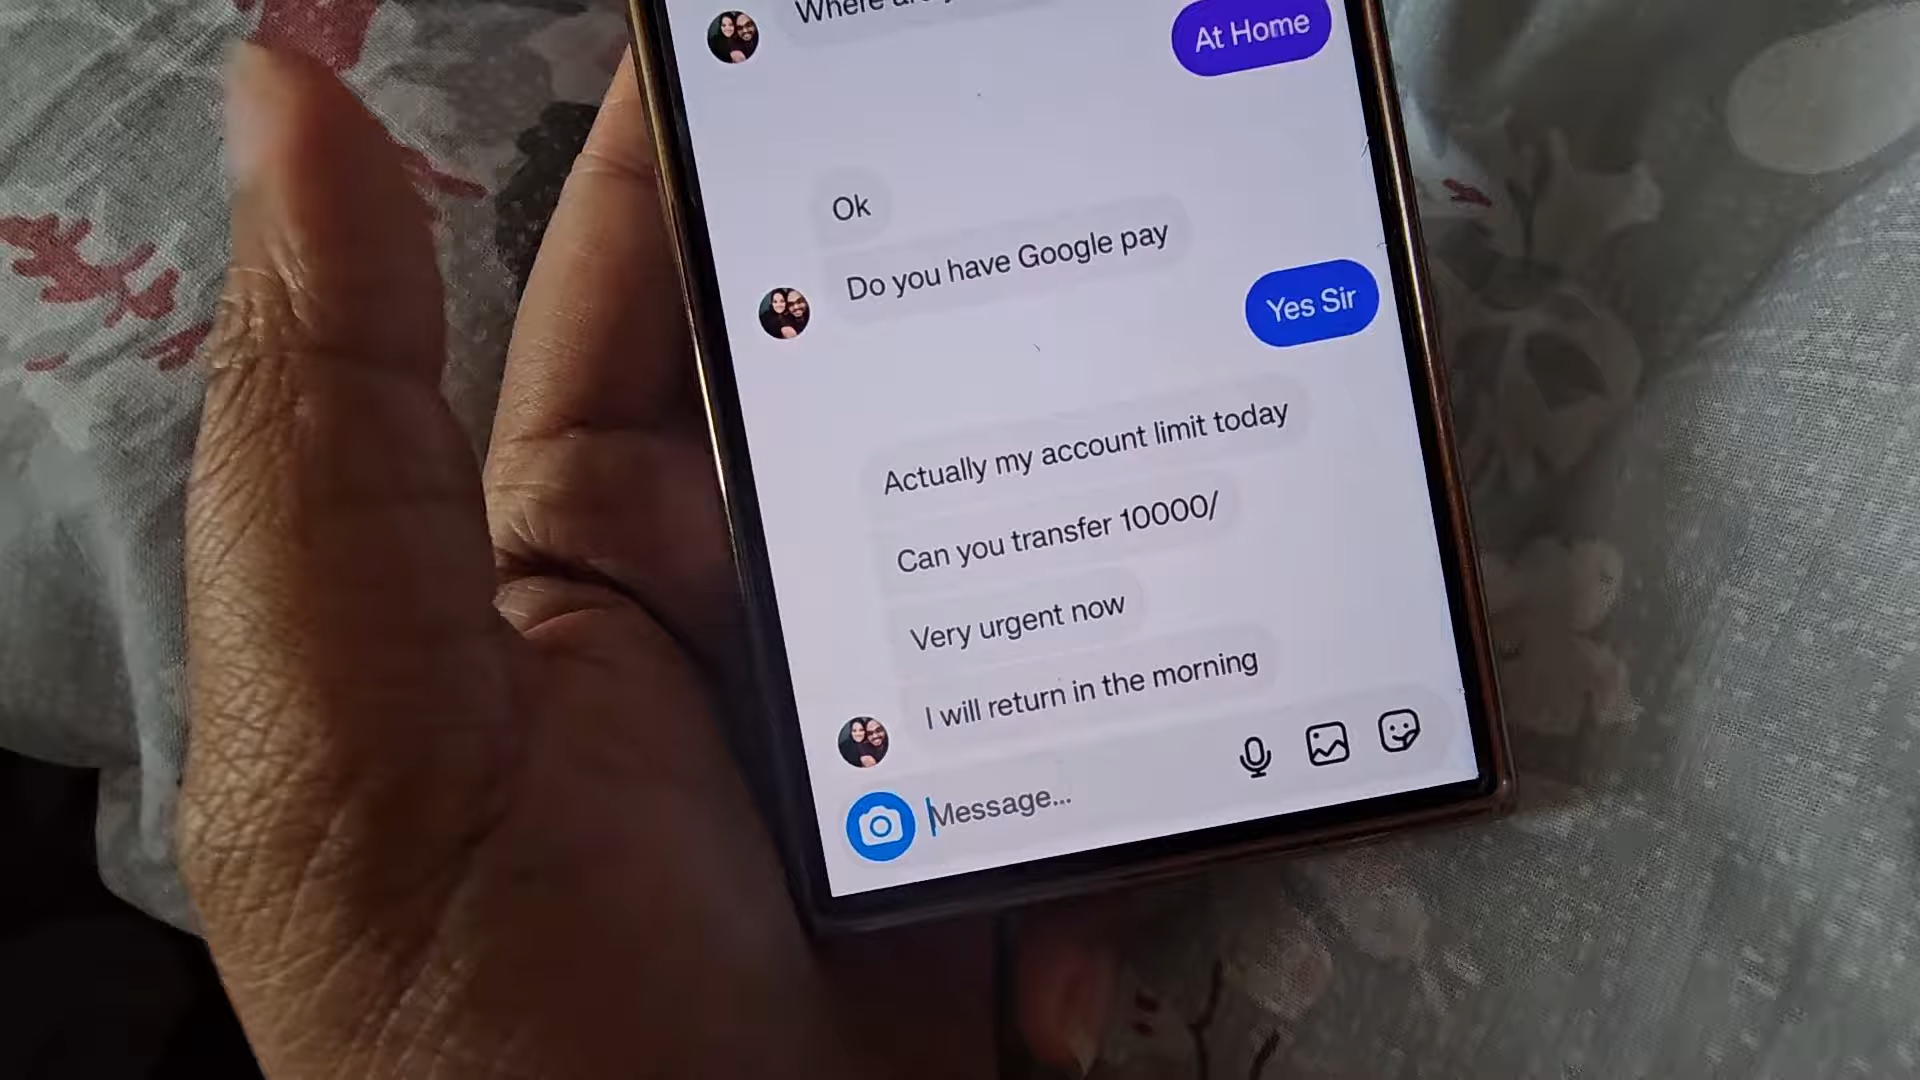 Where
At Home
Ok
Do you have Google pay
Yes Sir
Actually my account limit today
Can you transfer 10000/
Very urgent now
I will return in the morning
Message...